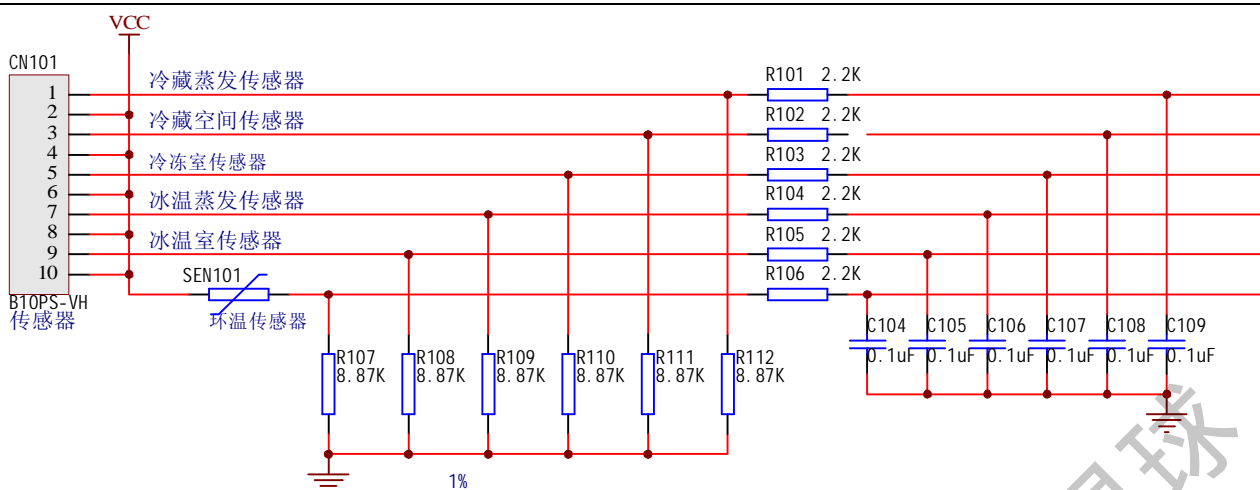 VCC
CN101
1
2
3
4
5
6
7
8
9
10
B10PS-VH
传感器
冷藏蒸发传感器
冷藏空间传感器
冷冻室传感器
冰温蒸发传感器
冰温室传感器
SEN101
环温传感器
R101 2.2K
R102 2.2K
R103 2.2K
R104 2.2K
R105 2.2K
R106 2.2K
R107
8.87K
R108
8.87K
R109
8.87K
R110
8.87K
R111
8.87K
R112
8.87K
C104
0.1uF
C105
0.1uF
C106
0.1uF
C107
0.1uF
C108
0.1uF
C109
0.1uF
1%
球